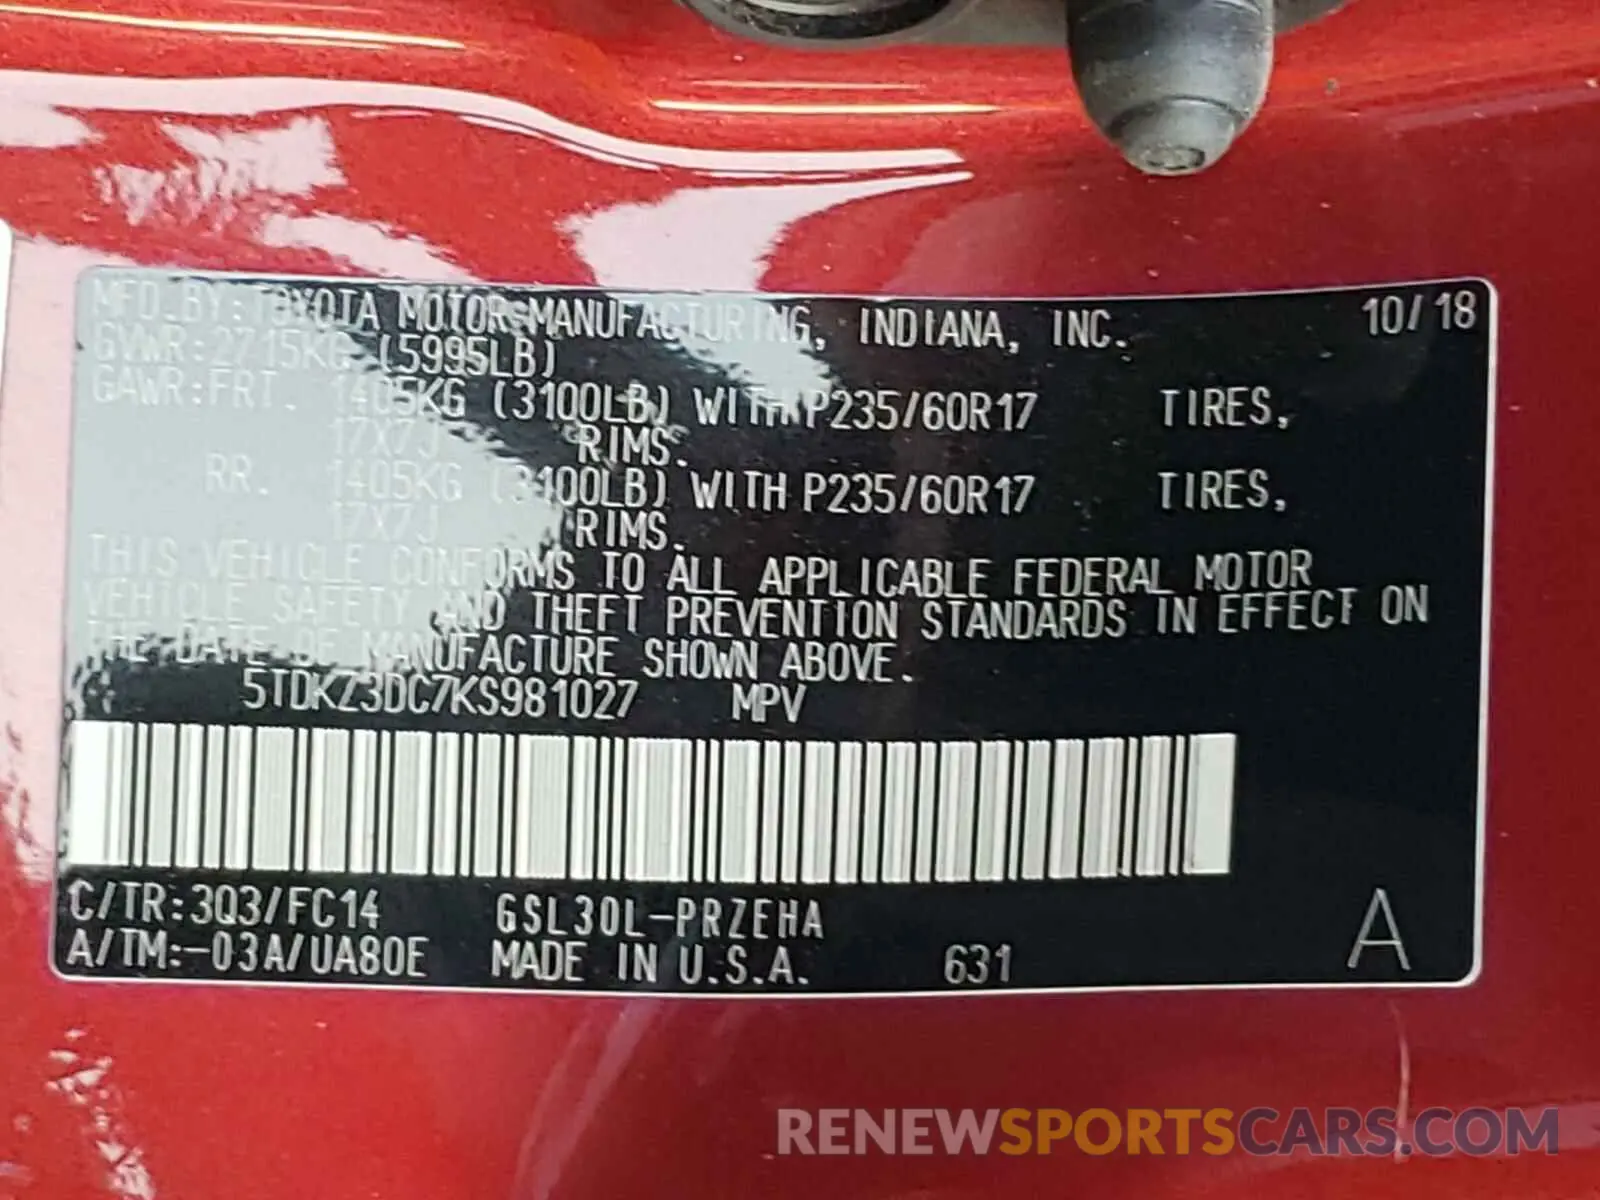 MFD.BY:TOYOTA MOTOR MANUFACTURING, INDIANA, INC. 10/18
GVWR:2715KG (5995LB)
GAWR:FRT. 1405KG (3100LB) WITH P235/60R17 TIRES,
17X7J RIMS.
RR. 1405KG (3100LB) WITH P235/60R17 TIRES,
17X7J RIMS.
THIS VEHICLE CONFORMS TO ALL APPLICABLE FEDERAL MOTOR
VEHICLE SAFETY AND THEFT PREVENTION STANDARDS IN EFFECT ON
THE DATE OF MANUFACTURE SHOWN ABOVE.
5TDKZ3DC7KS981027 MPV
C/TR:3Q3/FC14 GSL30L-PRZEHA A
A/TM:-03A/UA80E MADE IN U.S.A. 631
RENEWSPORTSCARS.COM